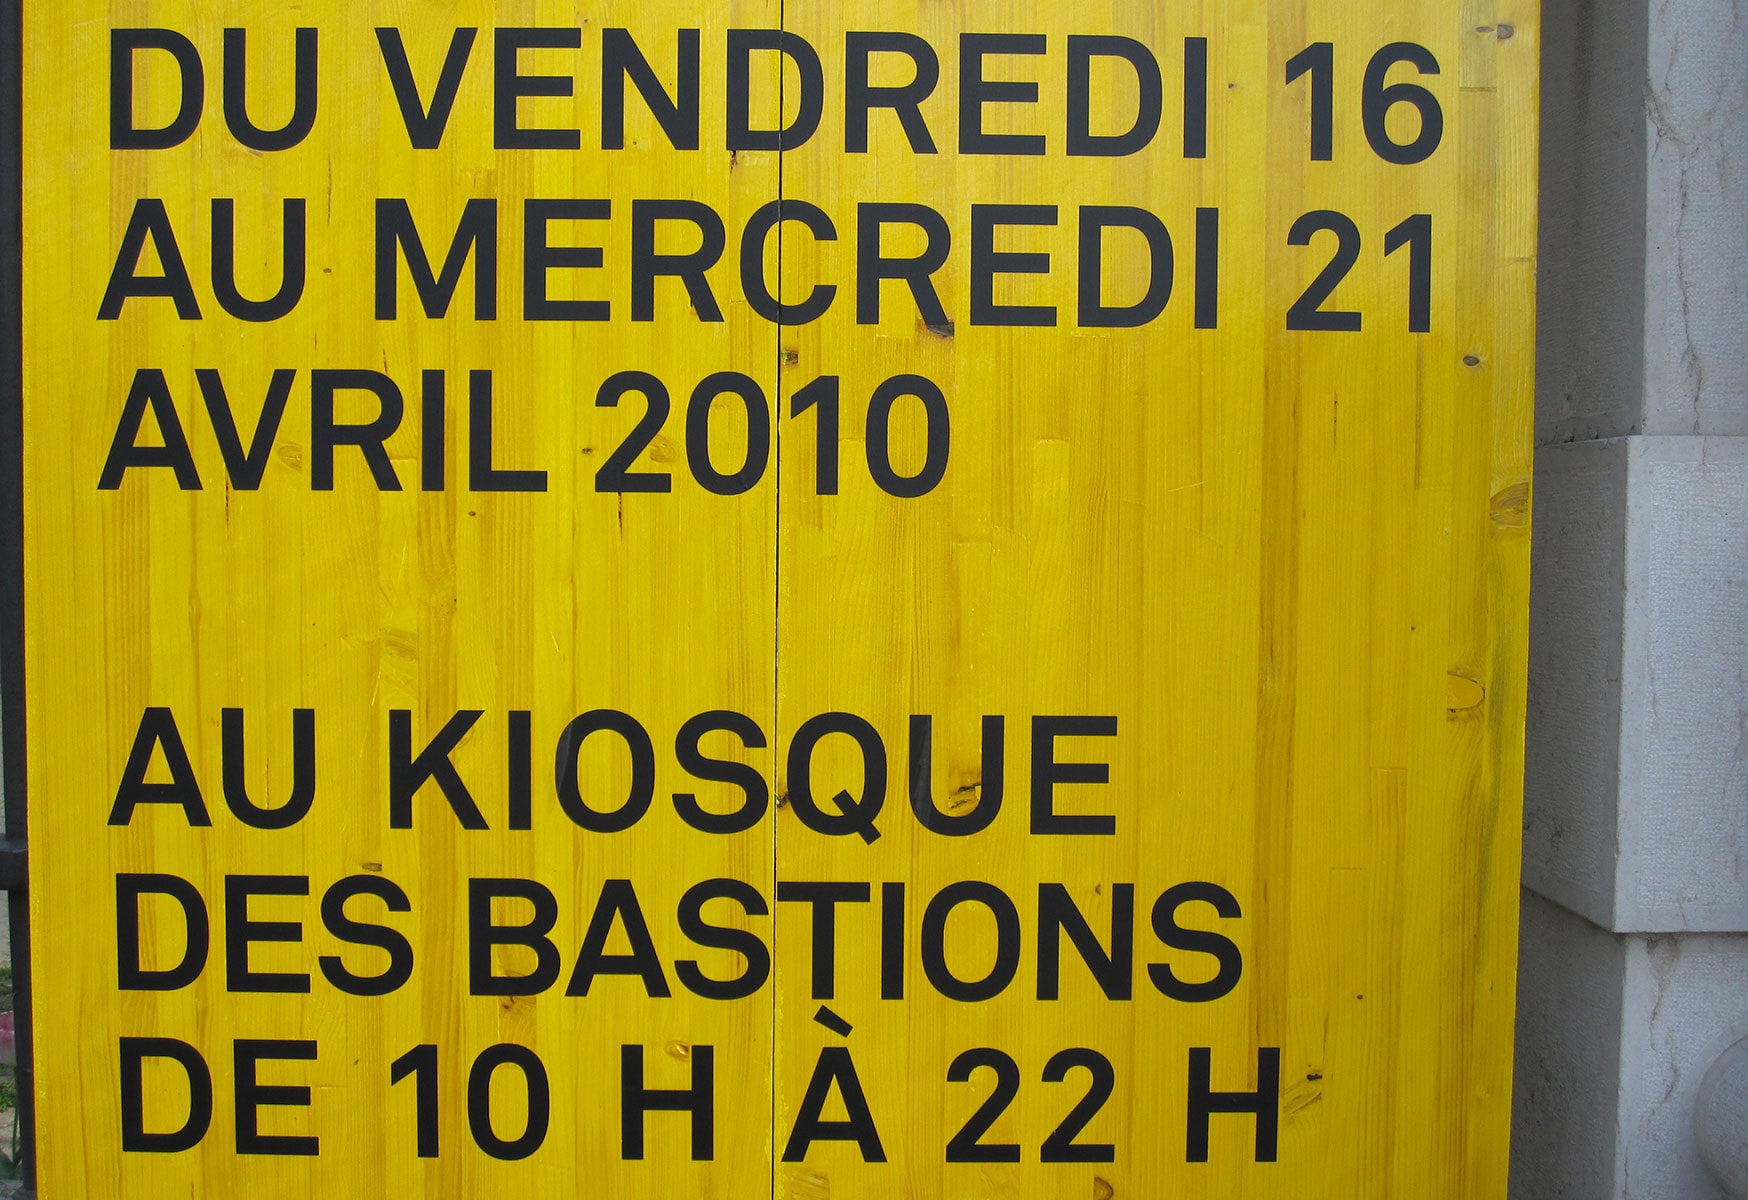 DU VENDREDI 16
AU MERCREDI 21
AVRIL 2010
AU KIOSQUE
DES BASTIONS
DE 10 H À 22 H